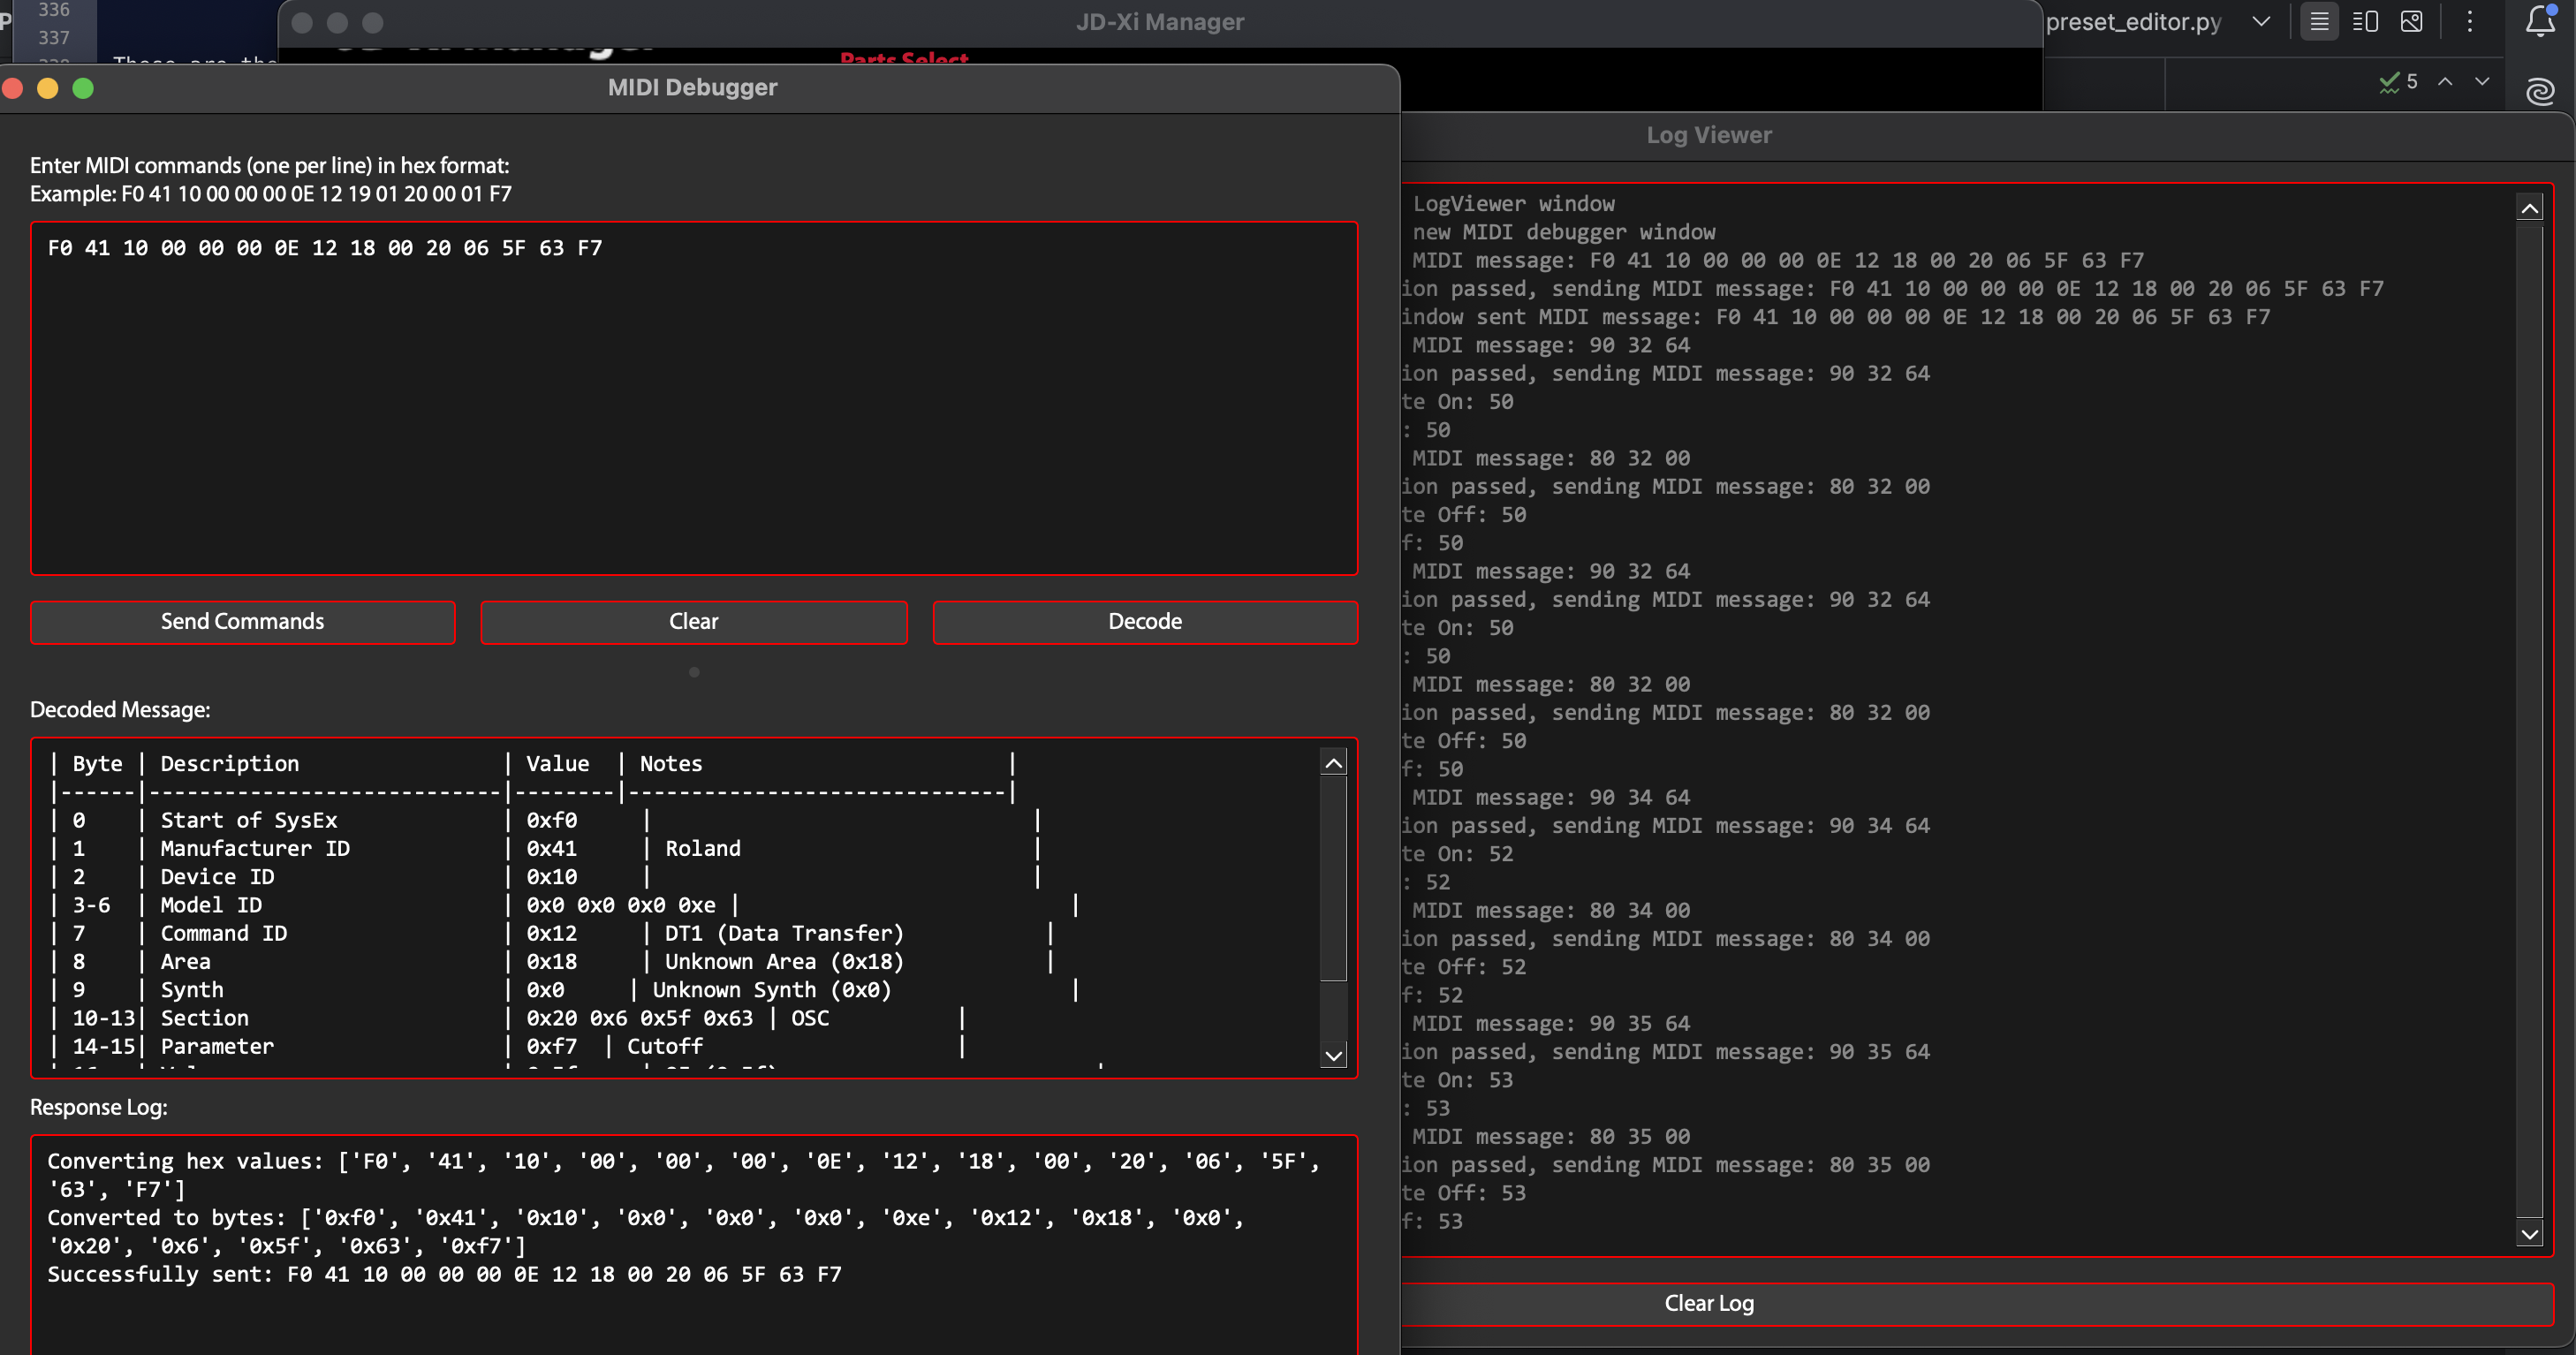 336
337
JD-Xi Manager
preset_editor.py
Parts Select
These are the
5
MIDI Debugger
Enter MIDI commands (one per line) in hex format:
Example: F0 41 10 00 00 00 0E 12 19 01 20 00 01 F7
F0 41 10 00 00 00 0E 12 18 00 20 06 5F 63 F7
Send Commands
Clear
Decode
Decoded Message:
| Byte | Description | Value | Notes |
|------|----------------------------|--------|------------------------------|
| 0 | Start of SysEx | 0xf0 | |
| 1 | Manufacturer ID | 0x41 | Roland |
| 2 | Device ID | 0x10 | |
| 3-6 | Model ID | 0x0 0x0 0x0 0xe | |
| 7 | Command ID | 0x12 | DT1 (Data Transfer) |
| 8 | Area | 0x18 | Unknown Area (0x18) |
| 9 | Synth | 0x0 | Unknown Synth (0x0) |
| 10-13| Section | 0x20 0x6 0x5f 0x63 | OSC |
| 14-15| Parameter | 0xf7 | Cutoff |
Response Log:
Converting hex values: ['F0', '41', '10', '00', '00', '00', '0E', '12', '18', '00', '20', '06', '5F',
'63', 'F7']
Converted to bytes: ['0xf0', '0x41', '0x10', '0x0', '0x0', '0x0', '0xe', '0x12', '0x18', '0x0',
'0x20', '0x6', '0x5f', '0x63', '0xf7']
Successfully sent: F0 41 10 00 00 00 0E 12 18 00 20 06 5F 63 F7
Log Viewer
LogViewer window
new MIDI debugger window
MIDI message: F0 41 10 00 00 00 0E 12 18 00 20 06 5F 63 F7
ion passed, sending MIDI message: F0 41 10 00 00 00 0E 12 18 00 20 06 5F 63 F7
indow sent MIDI message: F0 41 10 00 00 00 0E 12 18 00 20 06 5F 63 F7
MIDI message: 90 32 64
ion passed, sending MIDI message: 90 32 64
te On: 50
: 50
MIDI message: 80 32 00
ion passed, sending MIDI message: 80 32 00
te Off: 50
f: 50
MIDI message: 90 32 64
ion passed, sending MIDI message: 90 32 64
te On: 50
: 50
MIDI message: 80 32 00
ion passed, sending MIDI message: 80 32 00
te Off: 50
f: 50
MIDI message: 90 34 64
ion passed, sending MIDI message: 90 34 64
te On: 52
: 52
MIDI message: 80 34 00
ion passed, sending MIDI message: 80 34 00
te Off: 52
f: 52
MIDI message: 90 35 64
ion passed, sending MIDI message: 90 35 64
te On: 53
: 53
MIDI message: 80 35 00
ion passed, sending MIDI message: 80 35 00
te Off: 53
f: 53
Clear Log